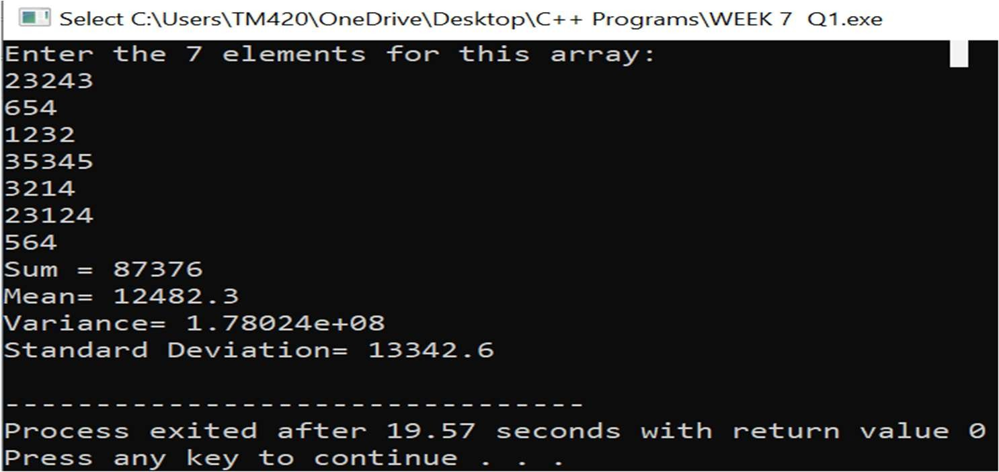 Select C:\Users\TM420\OneDrive\Desktop\C++ Programs\WEEK 7  Q1.exe
Enter the 7 elements for this array:
23243
654
1232
35345
3214
23124
564
Sum = 87376
Mean= 12482.3
Variance= 1.78024e+08
Standard Deviation= 13342.6
--------------------------------
Process exited after 19.57 seconds with return value 0
Press any key to continue . . .